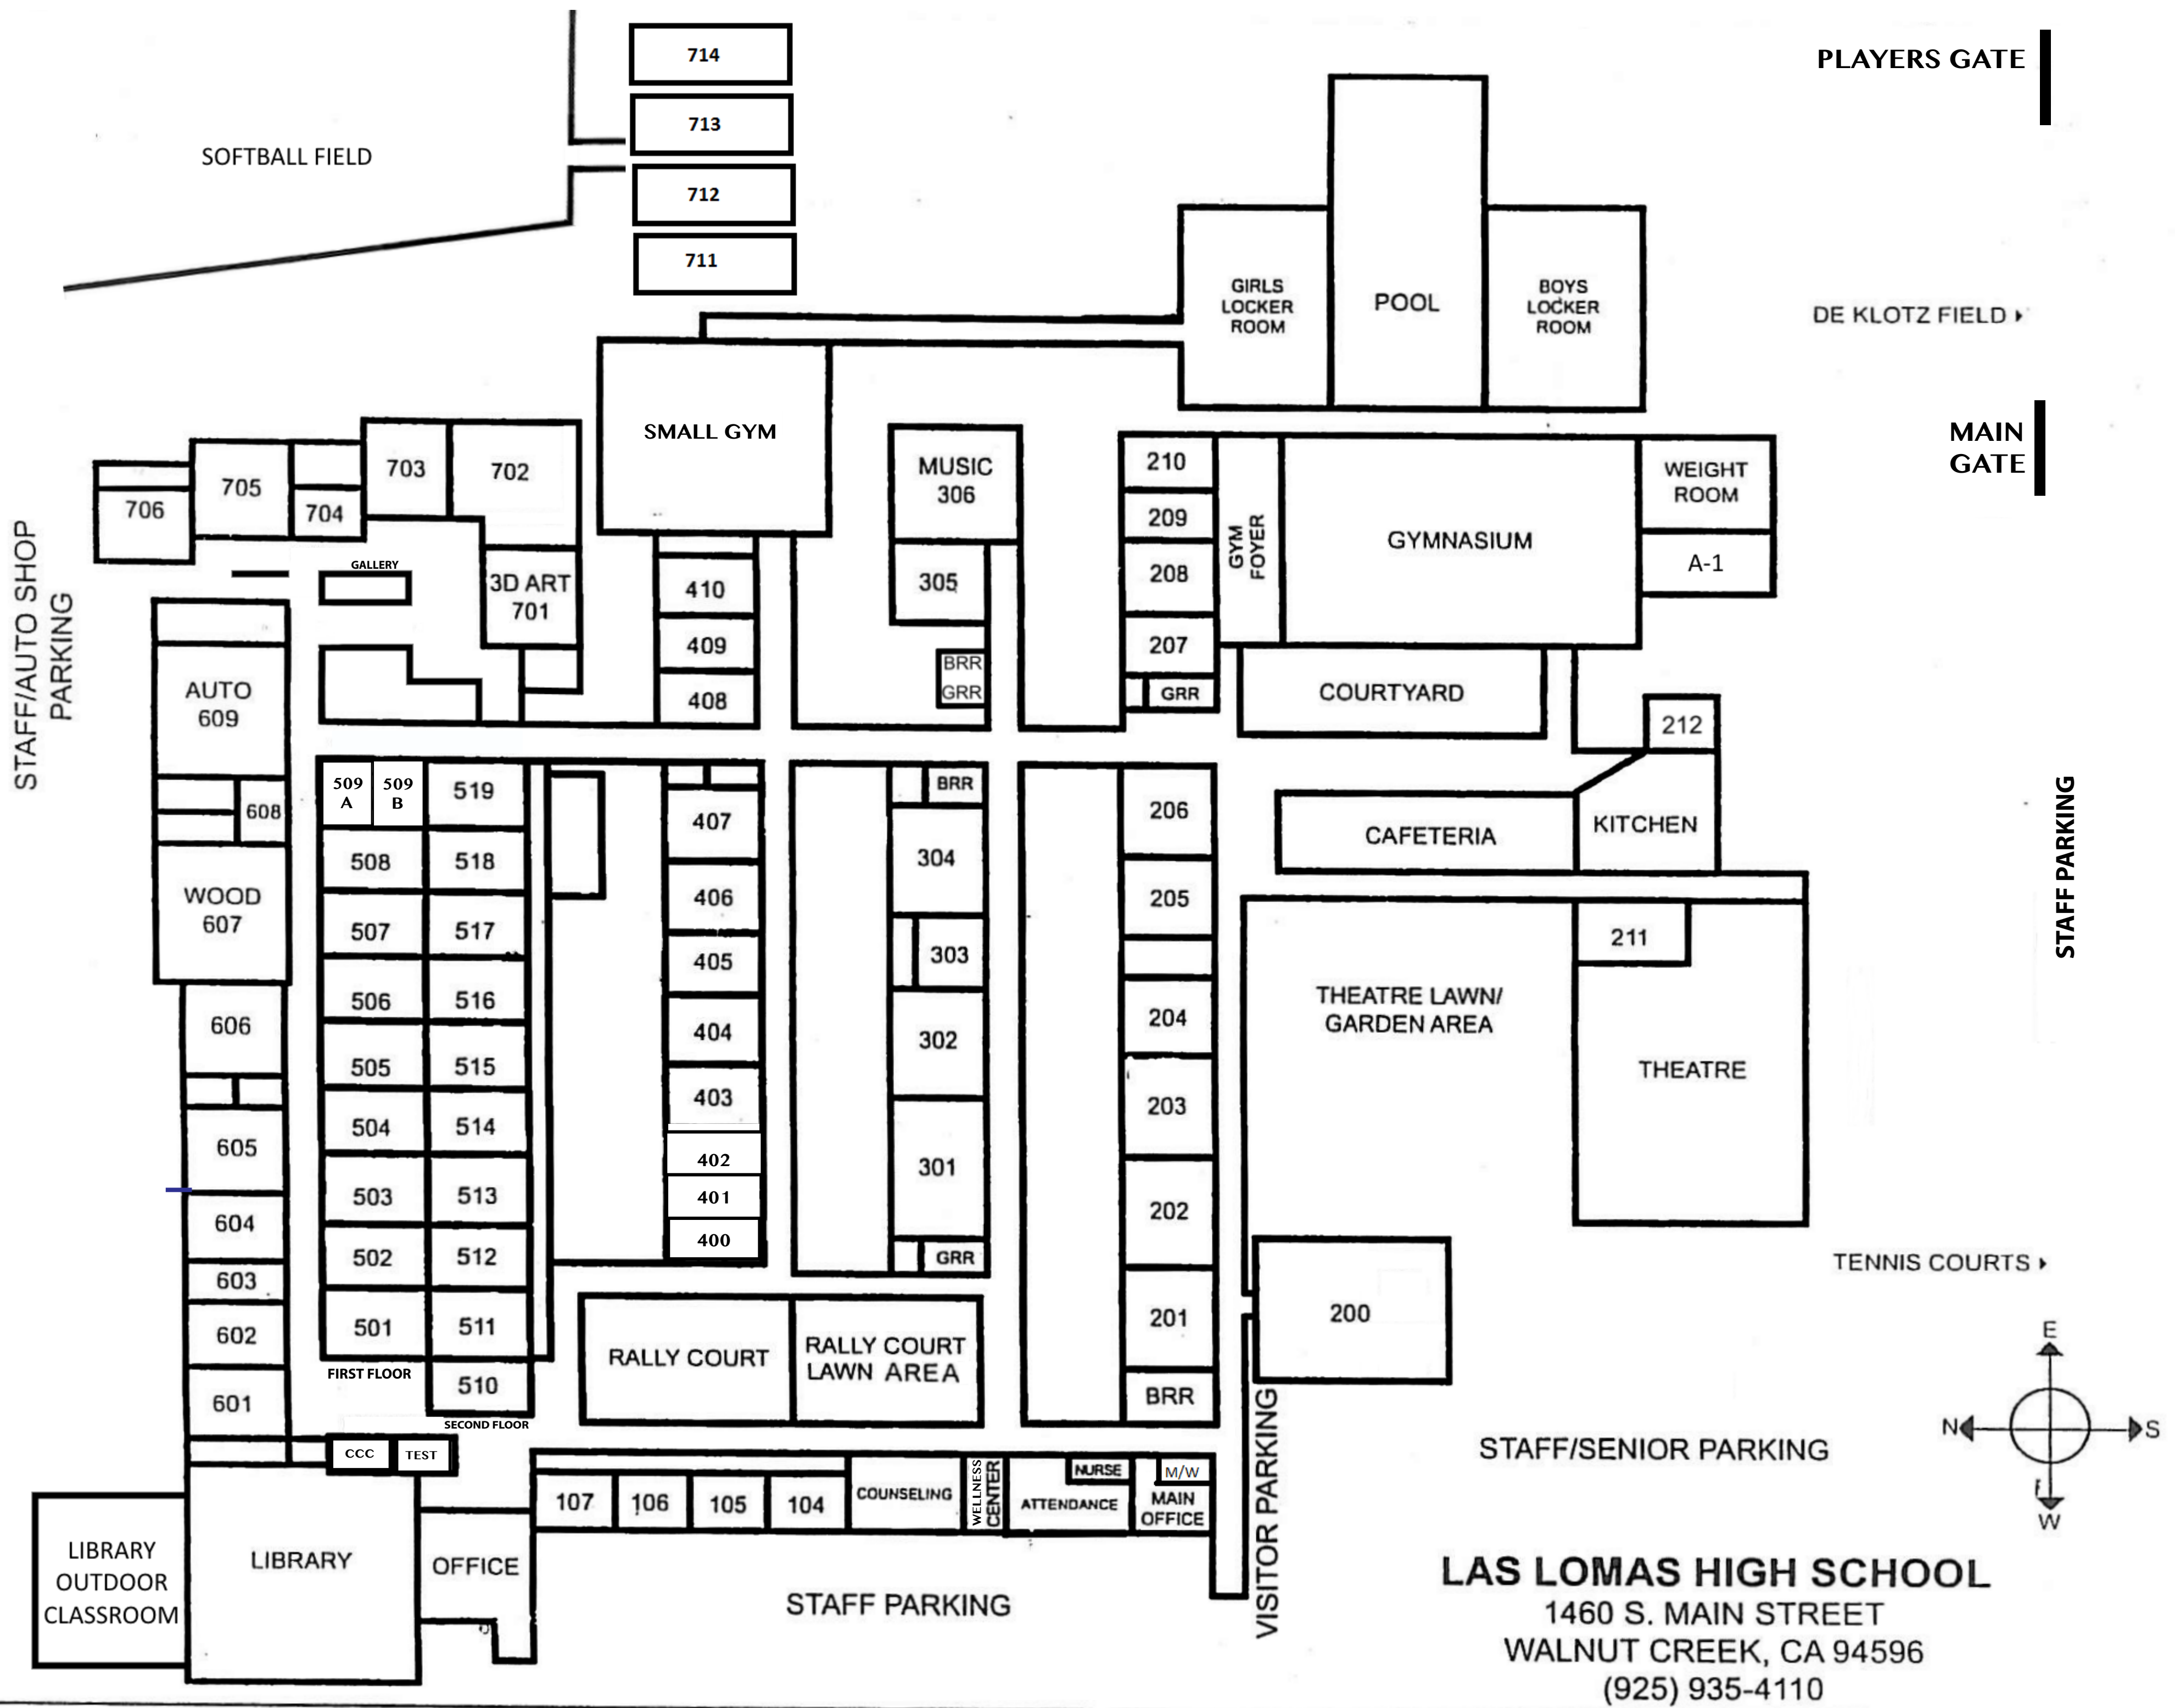 714
PLAYERS GATE
713
SOFTBALL FIELD
712
711
GIRLS
LOCKER
ROOM
POOL
BOYS
LOCKER
ROOM
DE KLOTZ FIELD
SMALL GYM
MAIN
GATE
706
705
704
703
702
MUSIC
306
210
209
208
GYM
FOYER
GYMNASIUM
WEIGHT
ROOM
A-1
STAFF/AUTO SHOP
PARKING
GALLERY
3D ART
701
410
409
408
305
BRR
GRR
207
GRR
COURTYARD
212
AUTO
609
608
WOOD
607
606
605
604
603
602
601
509
A
509
B
519
508
518
507
517
506
516
505
515
504
514
503
513
502
512
501
511
FIRST FLOOR
510
SECOND FLOOR
407
406
405
404
403
402
401
400
BRR
304
303
302
301
GRR
206
205
204
203
202
201
BRR
CAFETERIA
KITCHEN
STAFF PARKING
211
THEATRE LAWN/
GARDEN AREA
THEATRE
200
TENNIS COURTS
RALLY COURT
RALLY COURT
LAWN AREA
E
N
S
W
STAFF/SENIOR PARKING
VISITOR PARKING
CCC
TEST
107
106
105
104
COUNSELING
WELLNESS
CENTER
NURSE
ATTENDANCE
M/W
MAIN
OFFICE
LIBRARY
OUTDOOR
CLASSROOM
LIBRARY
OFFICE
STAFF PARKING
LAS LOMAS HIGH SCHOOL
1460 S. MAIN STREET
WALNUT CREEK, CA 94596
(925) 935-4110